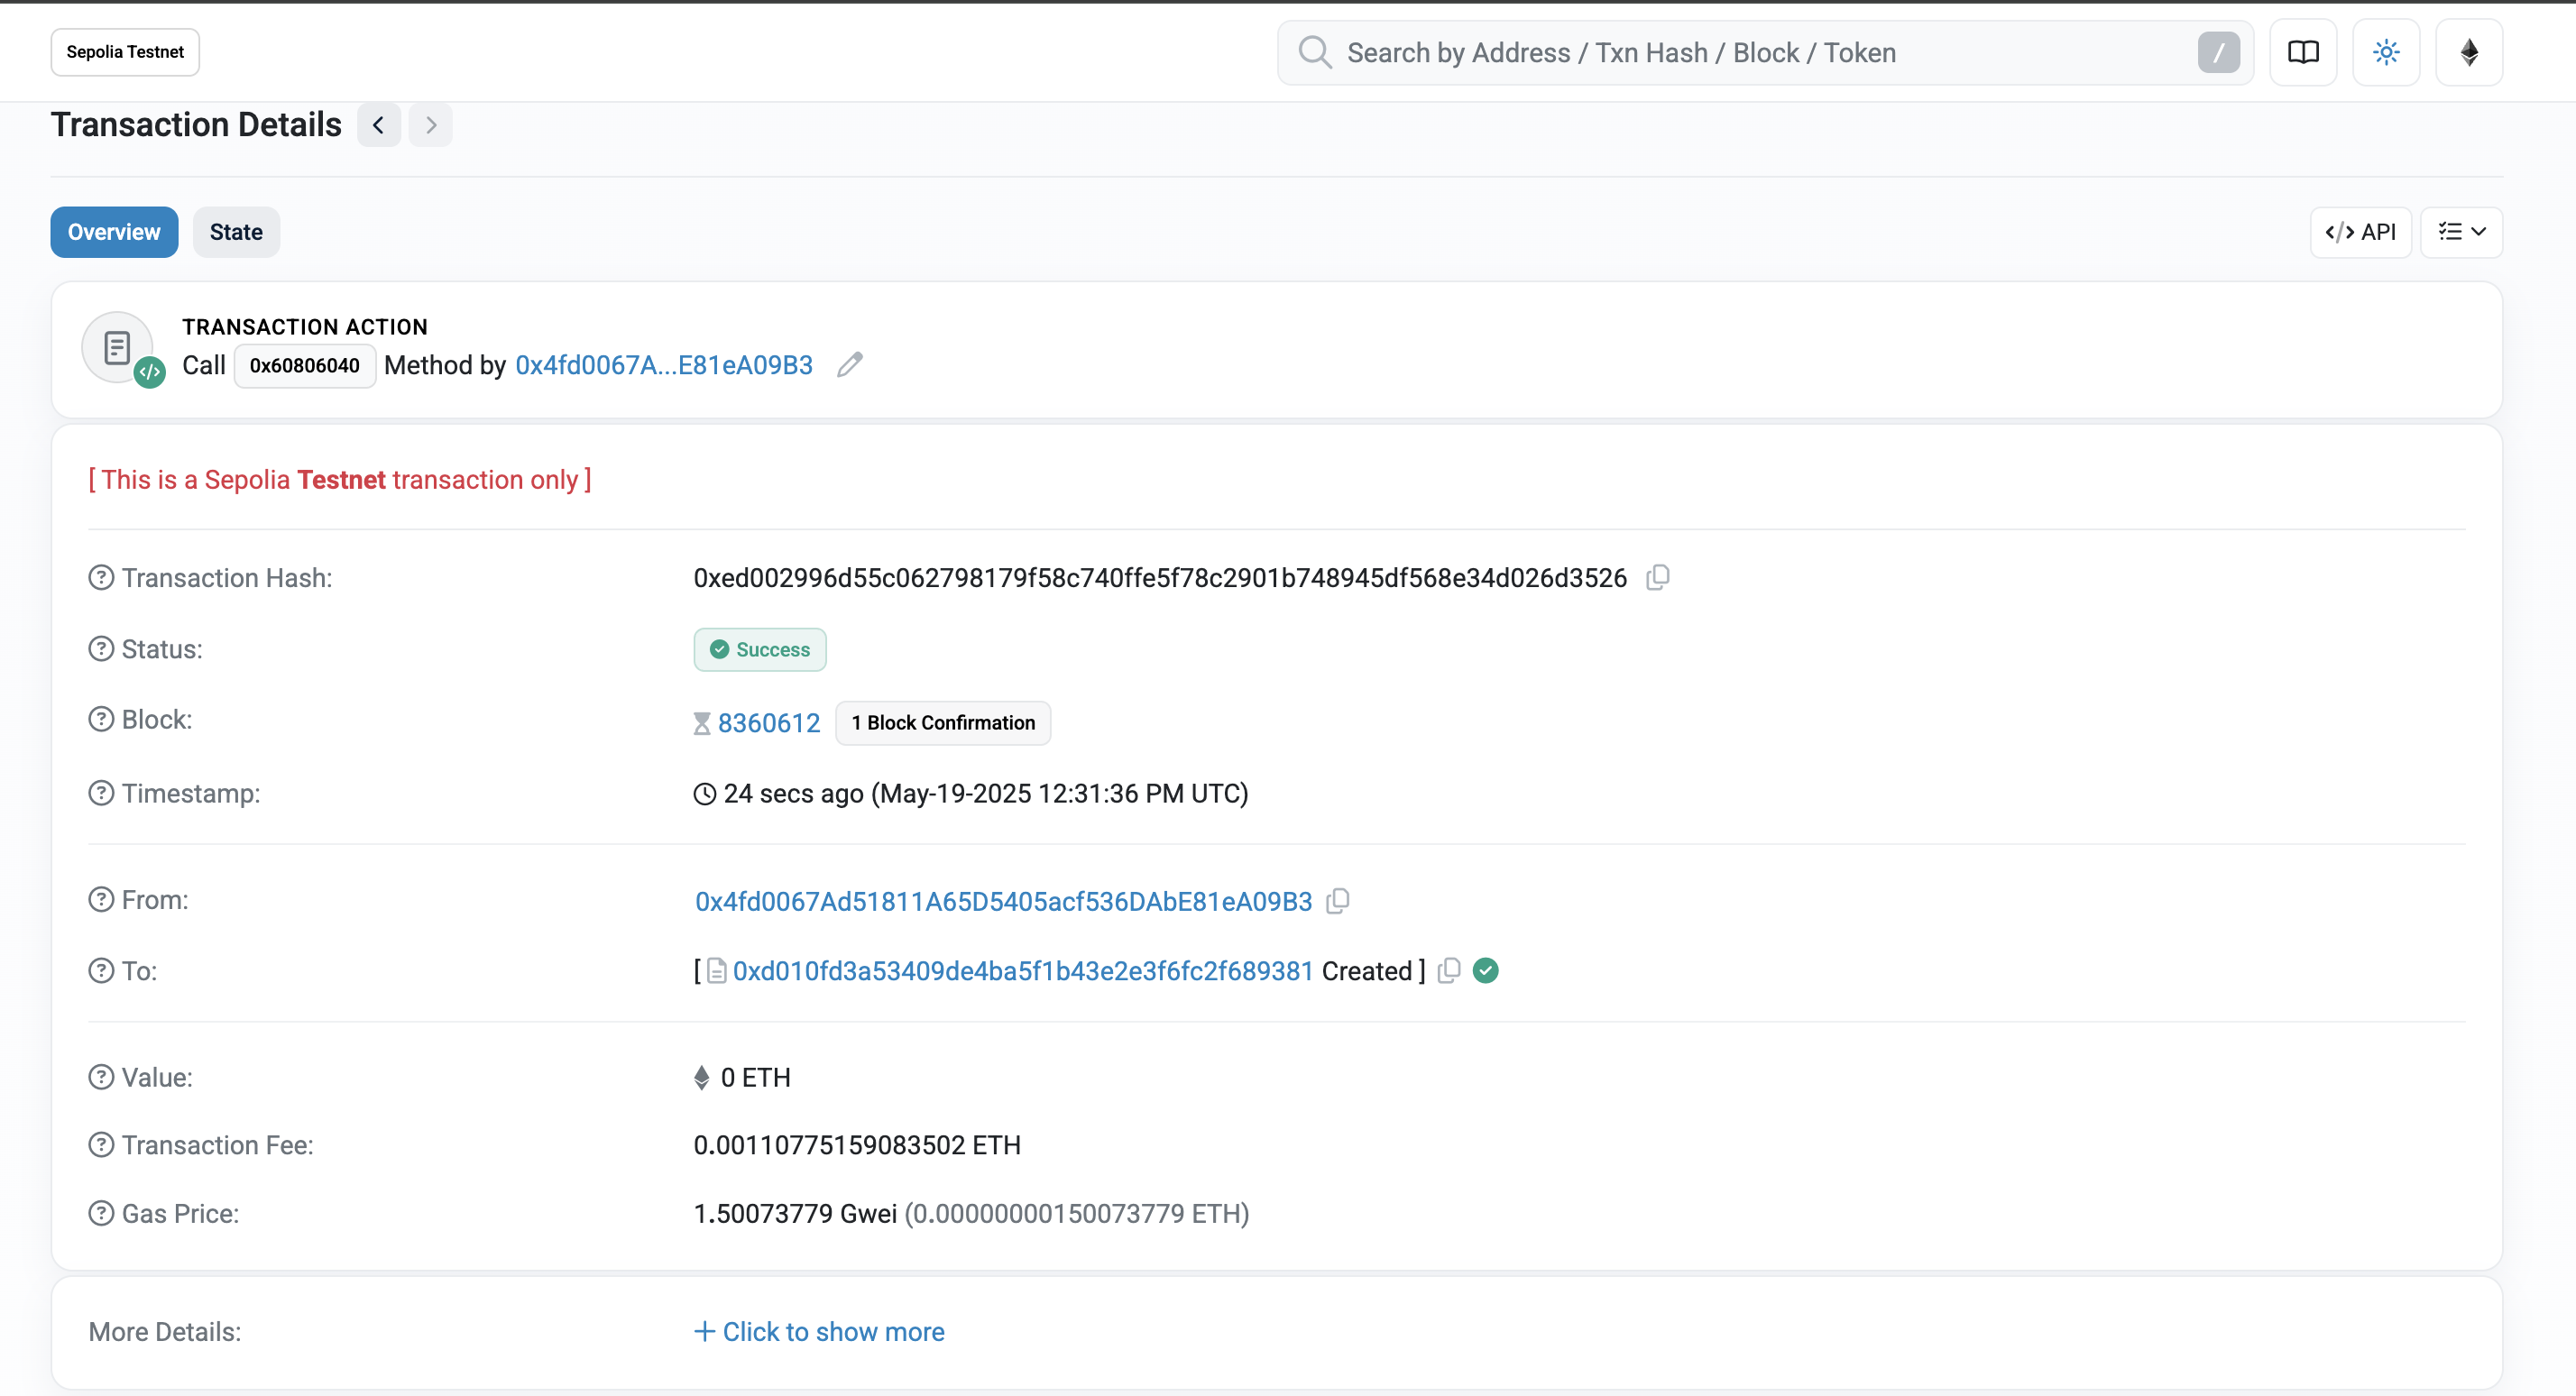 Sepolia Testnet
Search by Address / Txn Hash / Block / Token
/
Transaction Details
Overview
State
</> API
TRANSACTION ACTION
Call 0x60806040 Method by 0x4fd0067A...E81eA09B3
[ This is a Sepolia Testnet transaction only ]
Transaction Hash: 0xed002996d55c062798179f58c740ffe5f78c2901b748945df568e34d026d3526
Status: Success
Block: 8360612 1 Block Confirmation
Timestamp: 24 secs ago (May-19-2025 12:31:36 PM UTC)
From: 0x4fd0067Ad51811A65D5405acf536DAbE81eA09B3
To: [ 0xd010fd3a53409de4ba5f1b43e2e3f6fc2f689381 Created ]
Value: 0 ETH
Transaction Fee: 0.00110775159083502 ETH
Gas Price: 1.50073779 Gwei (0.00000000150073779 ETH)
More Details: + Click to show more